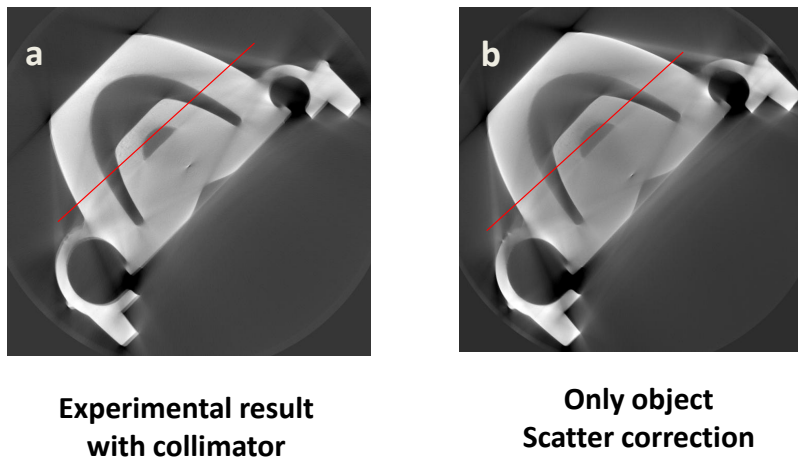 a
b
Experimental result
with collimator
Only object
Scatter correction